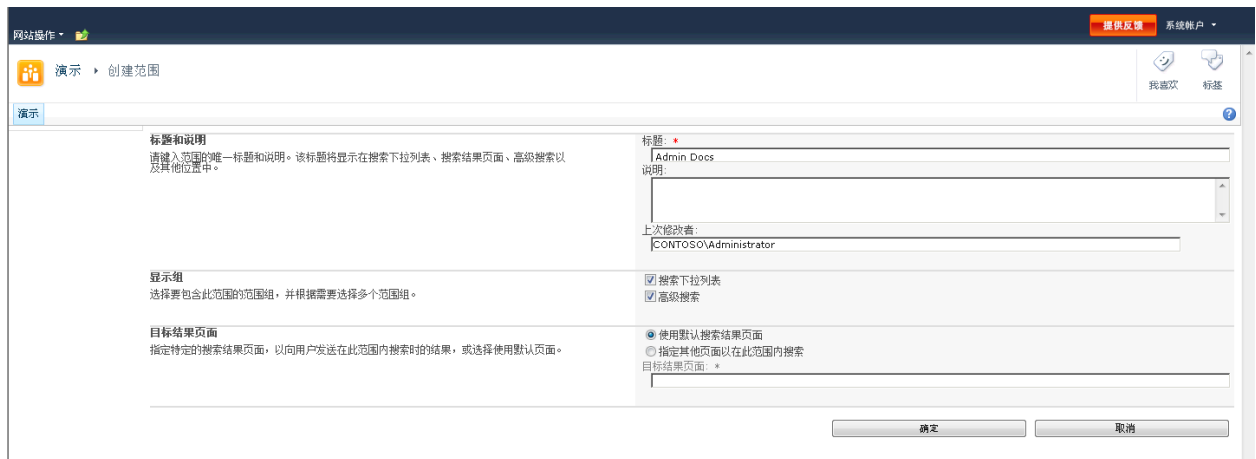 网站操作
提供反馈
系统帐户
演示 ▸ 创建范围
我喜欢
标签
演示
标题和说明
请键入范围的唯一标题和说明。该标题将显示在搜索下拉列表、搜索结果页面、高级搜索以
及其他位置中。
标题: *
Admin Docs
说明:
上次修改者:
CONTOSO\Administrator
显示组
选择要包含此范围的范围组，并根据需要选择多个范围组。
搜索下拉列表
高级搜索
目标结果页面
指定特定的搜索结果页面，以向用户发送在此范围内搜索时的结果，或选择使用默认页面。
使用默认搜索结果页面
指定其他页面以在此范围内搜索
目标结果页面: *
确定
取消